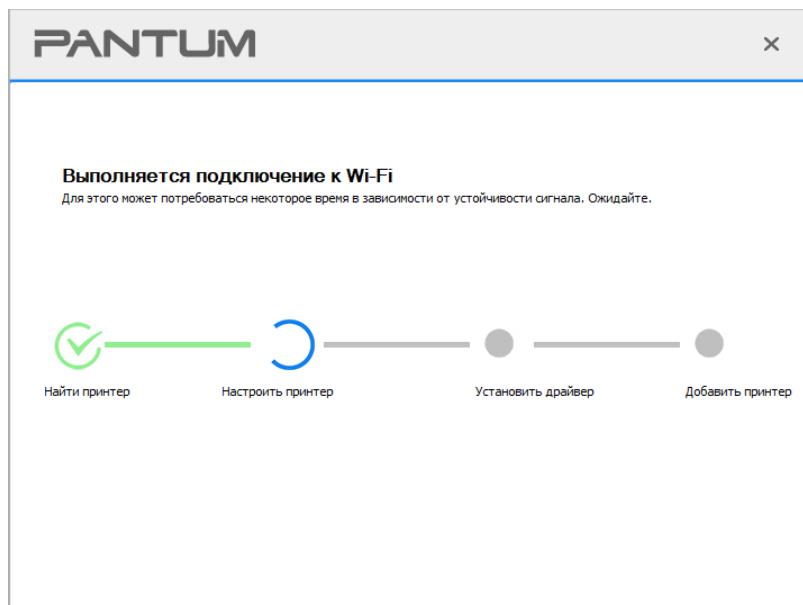 PANTUM
Выполняется подключение к Wi-Fi
Для этого может потребоваться некоторое время в зависимости от устойчивости сигнала. Ожидайте.
Найти принтер
Настроить принтер
Установить драйвер
Добавить принтер